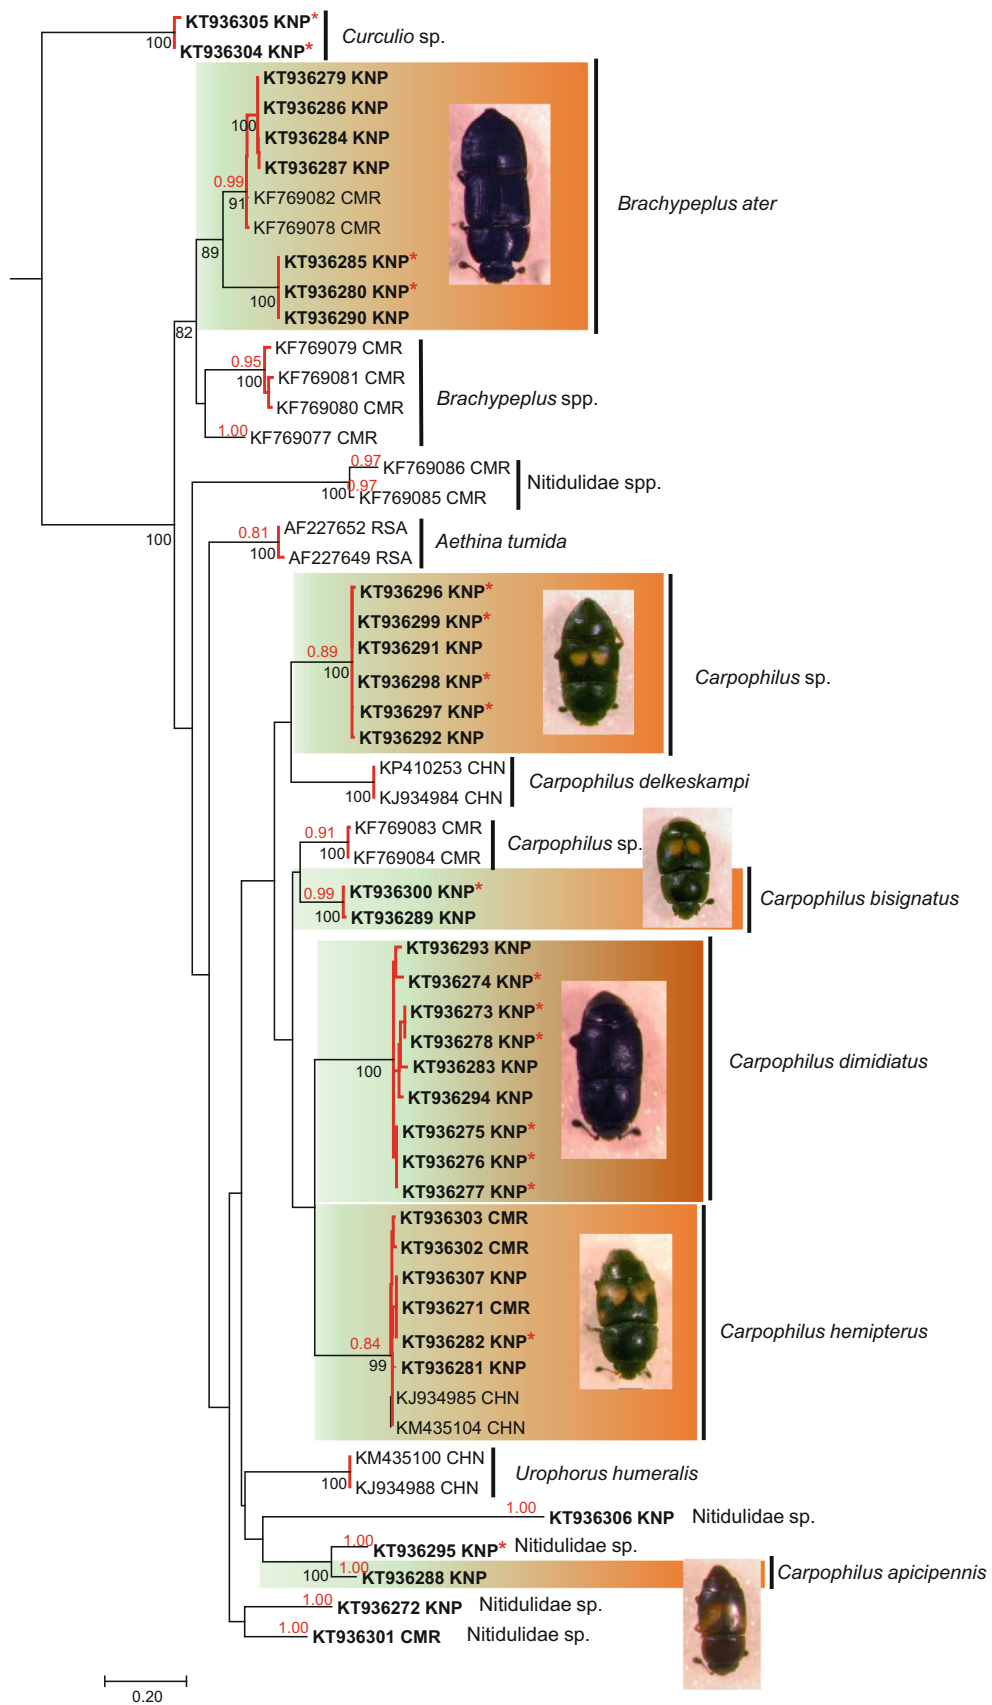 KT936305 KNP*
100
KT936304 KNP*
Curculio sp.
KT936279 KNP
KT936286 KNP
100
KT936284 KNP
KT936287 KNP
0.99
91
KF769082 CMR
KF769078 CMR
Brachypeplus ater
89
KT936285 KNP*
KT936280 KNP*
100
KT936290 KNP
82
KF769079 CMR
0.95
100
KF769081 CMR
KF769080 CMR
Brachypeplus spp.
1.00
KF769077 CMR
0.97
KF769086 CMR
100
0.97
KF769085 CMR
Nitidulidae spp.
100
0.81
AF227652 RSA
100
AF227649 RSA
Aethina tumida
KT936296 KNP*
KT936299 KNP*
KT936291 KNP
0.89
100
KT936298 KNP*
KT936297 KNP*
KT936292 KNP
Carpophilus sp.
KP410253 CHN
100
KJ934984 CHN
Carpophilus delkeskampi
0.91
KF769083 CMR
100
KF769084 CMR
Carpophilus sp.
0.99
KT936300 KNP*
100
KT936289 KNP
Carpophilus bisignatus
KT936293 KNP
KT936274 KNP*
KT936273 KNP*
KT936278 KNP*
100
KT936283 KNP
KT936294 KNP
KT936275 KNP*
KT936276 KNP*
KT936277 KNP*
Carpophilus dimidiatus
KT936303 CMR
KT936302 CMR
KT936307 KNP
KT936271 CMR
0.84
KT936282 KNP*
99
KT936281 KNP
KJ934985 CHN
KM435104 CHN
Carpophilus hemipterus
KM435100 CHN
100
KJ934988 CHN
Urophorus humeralis
1.00
KT936306 KNP Nitidulidae sp.
1.00
KT936295 KNP* Nitidulidae sp.
100
1.00
KT936288 KNP
Carpophilus apicipennis
1.00
KT936272 KNP Nitidulidae sp.
1.00
KT936301 CMR Nitidulidae sp.
0.20